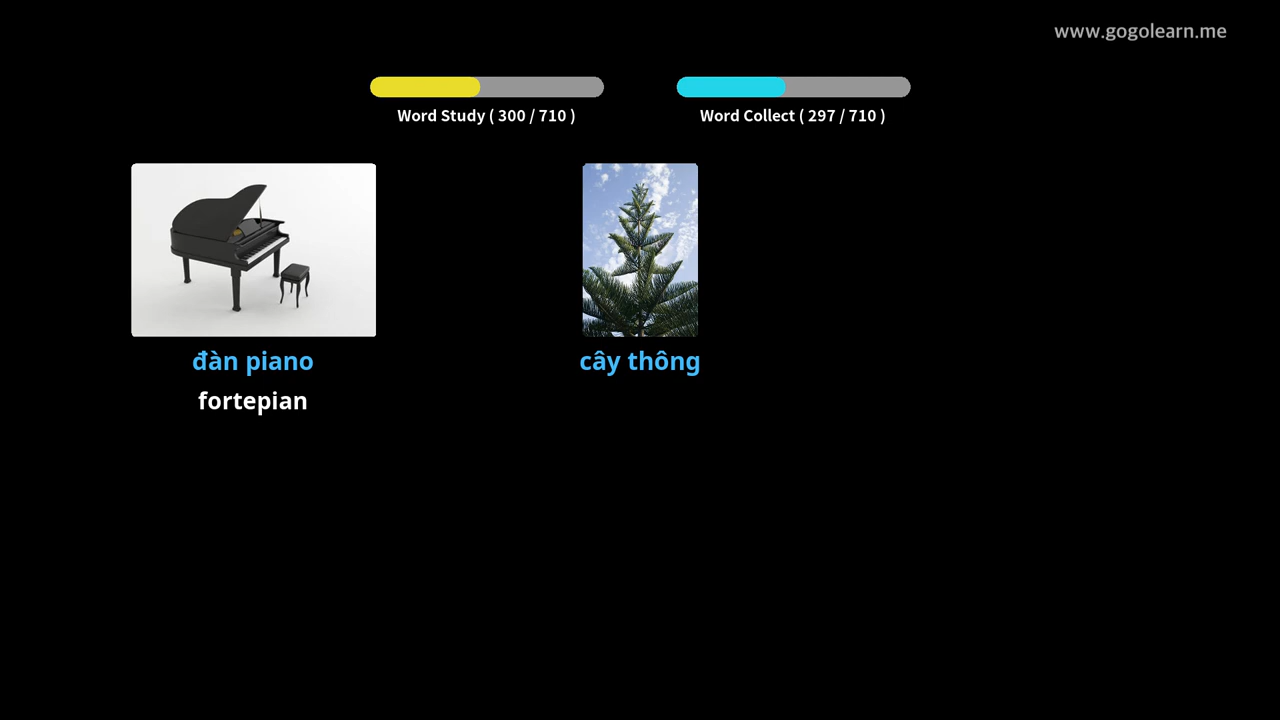 www.gogolearn.me
Word Study ( 300 / 710 )
Word Collect ( 297 / 710 )
đàn piano
cây thông
fortepian